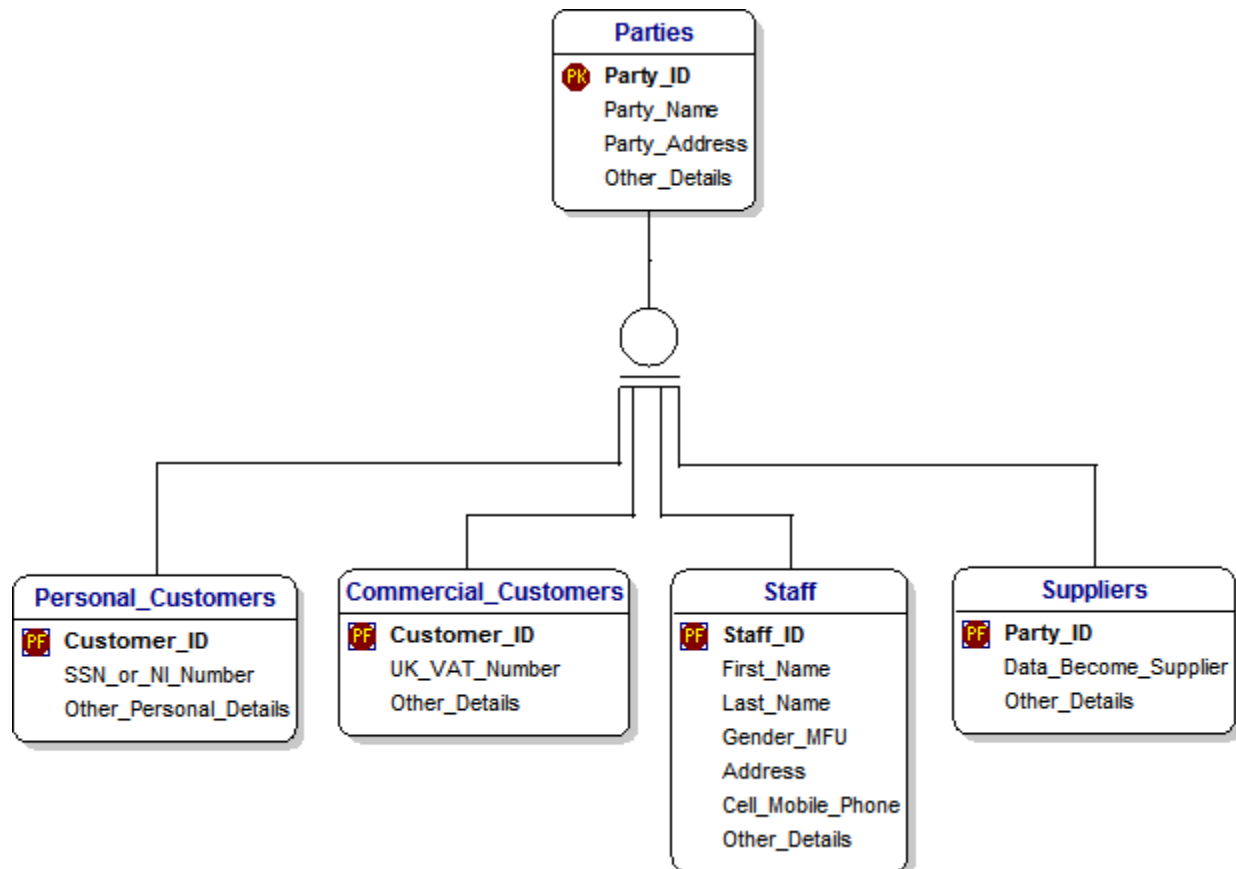 Parties
PK Party_ID
Party_Name
Party_Address
Other_Details
Personal_Customers
PF Customer_ID
SSN_or_NI_Number
Other_Personal_Details
Commercial_Customers
PF Customer_ID
UK_VAT_Number
Other_Details
Staff
PF Staff_ID
First_Name
Last_Name
Gender_MFU
Address
Cell_Mobile_Phone
Other_Details
Suppliers
PF Party_ID
Data_Become_Supplier
Other_Details